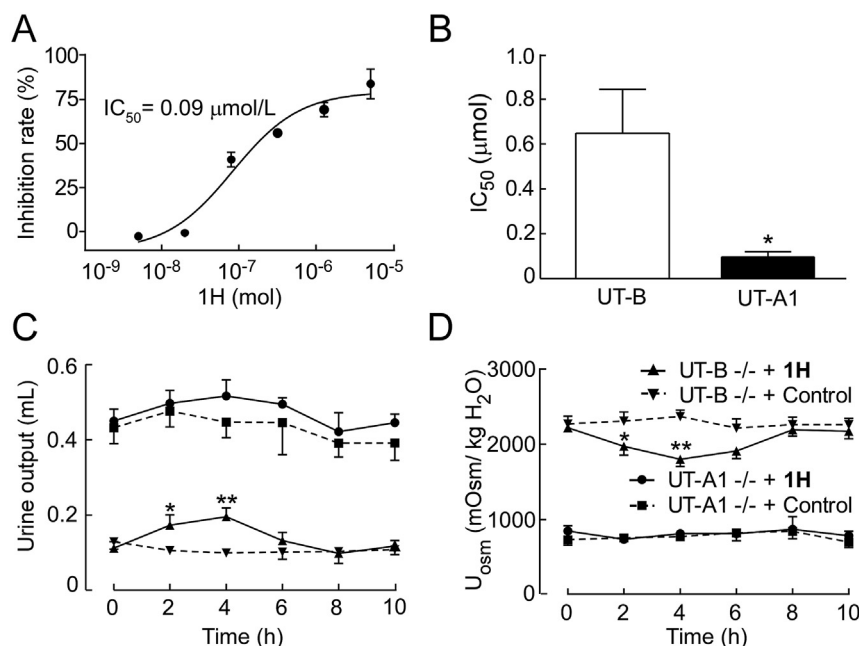 A
100
75
50
25
0
Inhibition rate (%)
IC50= 0.09 μmol/L
10-9 10-8 10-7 10-6 10-5
1H (mol)
B
1.0
0.8
0.6
0.4
0.2
0
IC50 (μmol)
*
UT-B UT-A1
C
0.6
0.4
0.2
0
Urine output (mL)
* **
0 2 4 6 8 10
Time (h)
D
3000
2000
1000
0
Uosm (mOsm/ kg H2O)
UT-B -/- + 1H
UT-B -/- + Control
* **
UT-A1 -/- + 1H
UT-A1 -/- + Control
0 2 4 6 8 10
Time (h)